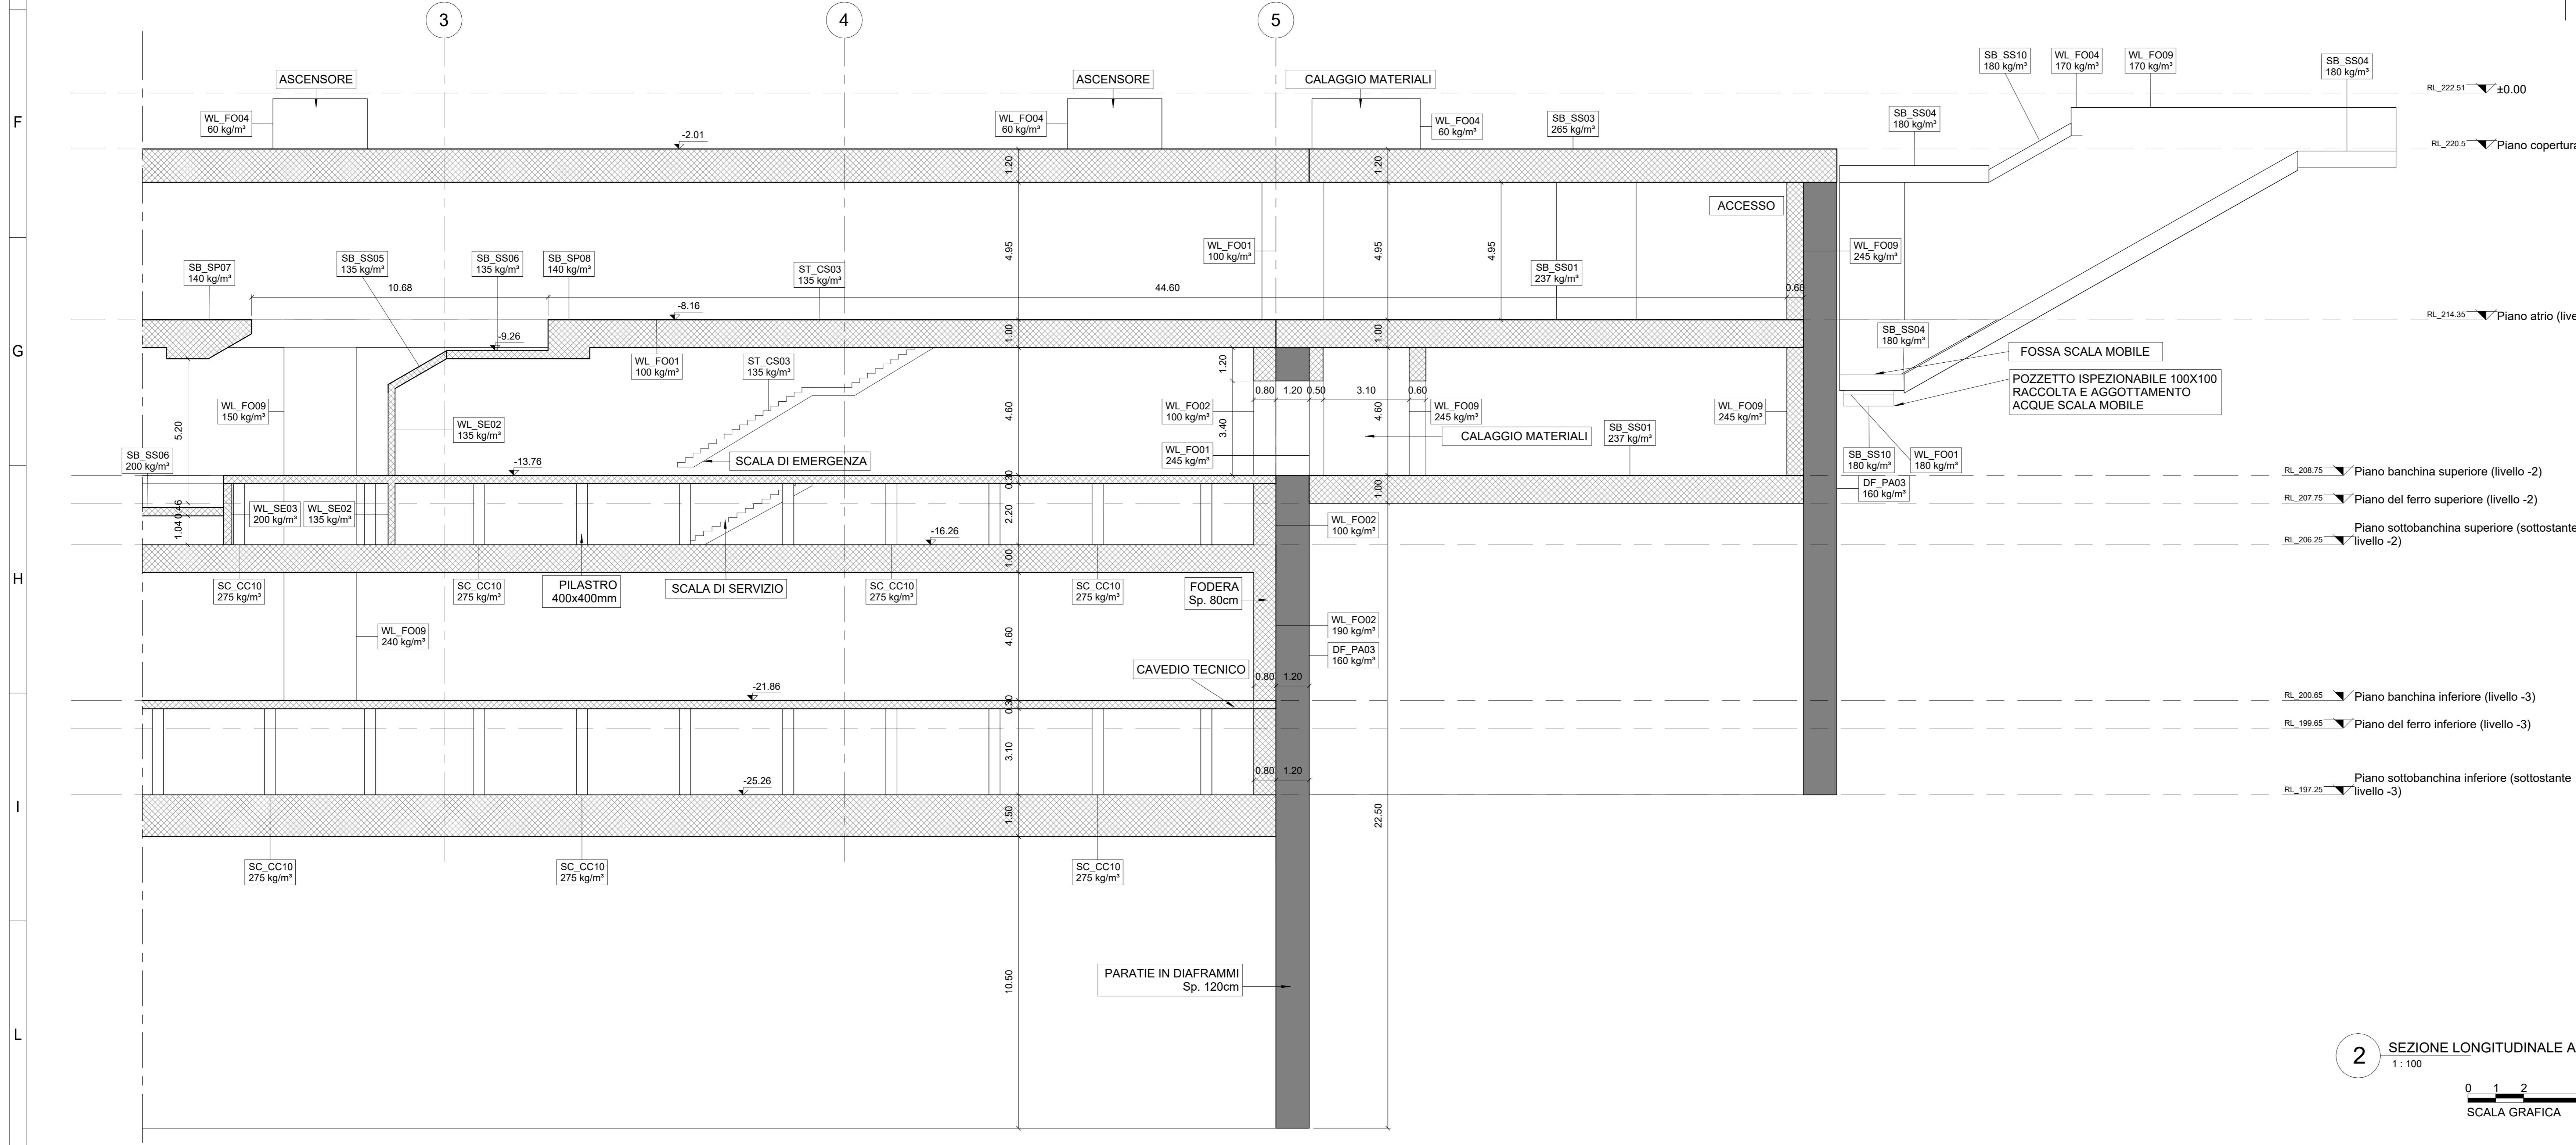 3
4
5
F
G
H
I
L
ASCENSORE
ASCENSORE
CALAGGIO MATERIALI
WL_FO04
60 kg/m³
WL_FO04
60 kg/m³
WL_FO04
60 kg/m³
SB_SS03
265 kg/m³
SB_SS04
180 kg/m³
SB_SS10
180 kg/m³
WL_FO04
170 kg/m³
WL_FO09
170 kg/m³
SB_SS04
180 kg/m³
RL_222.51
±0.00
-2.01
RL_220.5
1.20
1.20
ACCESSO
SB_SP07
140 kg/m³
SB_SS05
135 kg/m³
SB_SS06
135 kg/m³
SB_SP08
140 kg/m³
ST_CS03
135 kg/m³
4.95
WL_FO01
100 kg/m³
4.95
4.95
SB_SS01
237 kg/m³
WL_FO09
245 kg/m³
10.68
44.60
0.60
-8.16
RL_214.35
-9.26
1.00
1.00
WL_FO01
100 kg/m³
ST_CS03
135 kg/m³
SB_SS04
180 kg/m³
FOSSA SCALA MOBILE
POZZETTO ISPEZIONABILE 100X100
RACCOLTA E AGGOTTAMENTO
ACQUE SCALA MOBILE
1.20
0.80
1.20
0.50
3.10
0.60
WL_FO09
150 kg/m³
WL_SE02
135 kg/m³
5.20
4.60
WL_FO02
100 kg/m³
3.40
4.60
WL_FO09
245 kg/m³
WL_FO09
245 kg/m³
CALAGGIO MATERIALI
SB_SS01
237 kg/m³
WL_FO01
245 kg/m³
SB_SS06
200 kg/m³
-13.76
SCALA DI EMERGENZA
SB_SS10
180 kg/m³
WL_FO01
180 kg/m³
RL_208.75
Piano banchina superiore (livello -2)
0.30
1.00
DF_PA03
160 kg/m³
RL_207.75
Piano del ferro superiore (livello -2)
0.46
1.04
WL_SE03
200 kg/m³
WL_SE02
135 kg/m³
2.20
-16.26
WL_FO02
100 kg/m³
Piano sottobanchina superiore (sottostante
RL_206.25
livello -2)
1.00
SC_CC10
275 kg/m³
SC_CC10
275 kg/m³
PILASTRO
400x400mm
SCALA DI SERVIZIO
SC_CC10
275 kg/m³
SC_CC10
275 kg/m³
FODERA
Sp. 80cm
WL_FO09
240 kg/m³
4.60
WL_FO02
190 kg/m³
DF_PA03
160 kg/m³
CAVEDIO TECNICO
0.80
1.20
-21.86
RL_200.65
Piano banchina inferiore (livello -3)
0.30
RL_199.65
Piano del ferro inferiore (livello -3)
3.10
0.80
1.20
-25.26
Piano sottobanchina inferiore (sottostante
RL_197.25
livello -3)
1.50
22.50
SC_CC10
275 kg/m³
SC_CC10
275 kg/m³
SC_CC10
275 kg/m³
10.50
PARATIE IN DIAFRAMMI
Sp. 120cm
2
SEZIONE LONGITUDINALE A
1 : 100
0 1 2
SCALA GRAFICA
Piano copertura
Piano atrio